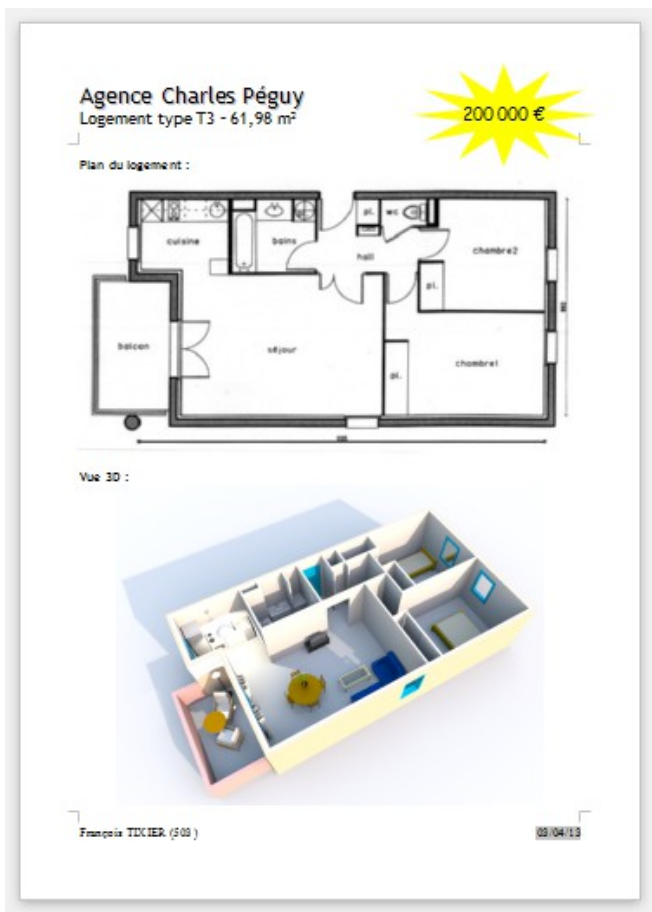 Agence Charles Péguy
Logement type T3 - 61,98 m²
200 000 €
Plan du logement :
pl.
wc
cuisine
bains
hall
chambre2
pl.
balcon
séjour
chambre1
pl.
Vue 3D :
François TIXIER (503)
03/04/13